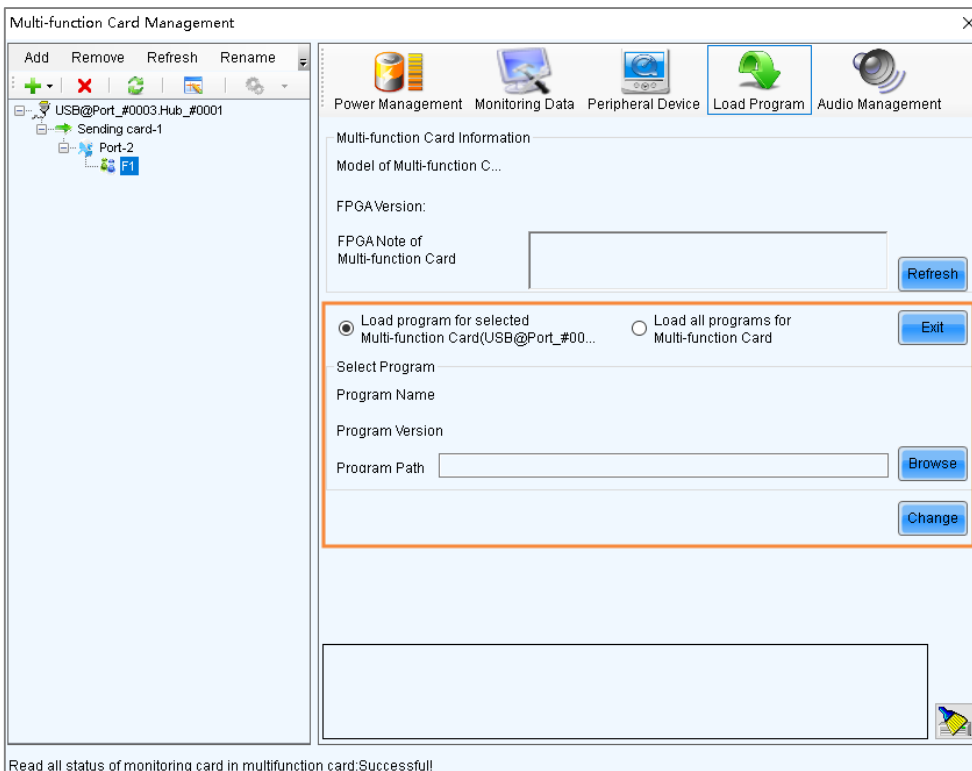 Multi-function Card Management
Add Remove Refresh Rename
USB@Port_#0003.Hub_#0001
Sending card-1
Port-2
F1
Power Management Monitoring Data Peripheral Device Load Program Audio Management
Multi-function Card Information
Model of Multi-function C...
FPGA Version:
FPGA Note of
Multi-function Card
Refresh
Load program for selected
Multi-function Card(USB@Port_#00...
Load all programs for
Multi-function Card
Exit
Select Program
Program Name
Program Version
Program Path
Browse
Change
Read all status of monitoring card in multifunction card:Successful!